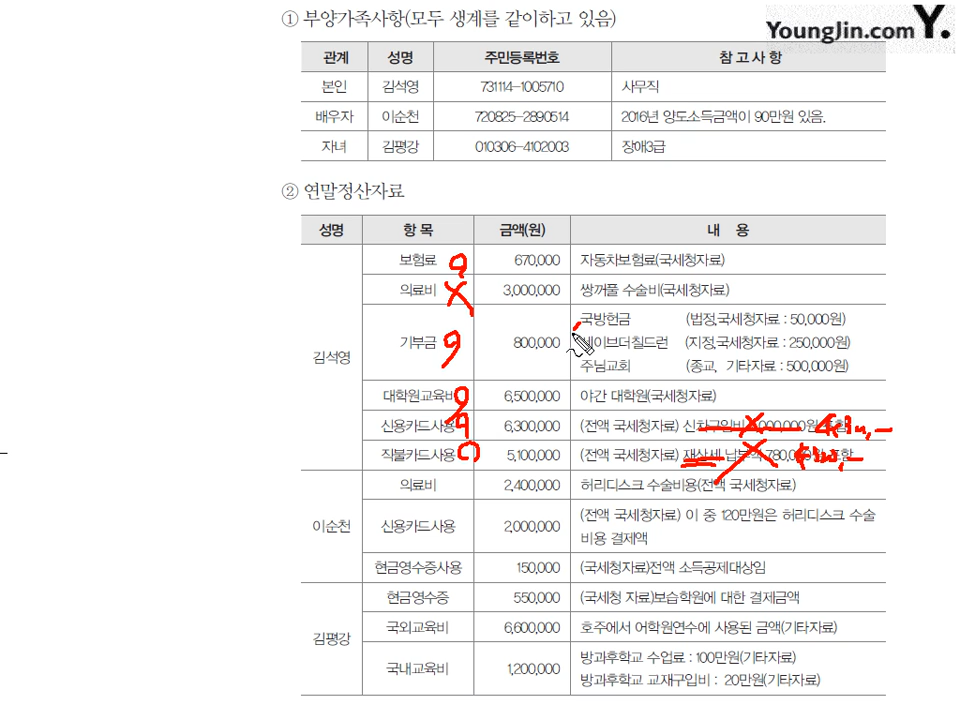 ① 부양가족사항(모두 생계를 같이하고 있음)
YoungJin.com Y.
관계 성명 주민등록번호 참고사항
본인 김석영 731114-1005710 사무직
배우자 이순천 720825-2890514 2016년 양도소득금액이 90만원 있음.
자녀 김평강 010306-4102003 장애3급
② 연말정산자료
성명 항목 금액(원) 내 용
김석영
보험료 670,000 자동차보험료(국세청자료)
의료비 3,000,000 쌍꺼풀 수술비(국세청자료)
기부금 800,000
국방헌금 (법정,국세청자료 : 50,000원)
세이브더칠드런 (지정,국세청자료 : 250,000원)
주님교회 (종교, 기타자료 : 500,000원)
대학원교육비 6,500,000 야간 대학원(국세청자료)
신용카드사용 6,300,000 (전액 국세청자료) 신차구입비
직불카드사용 5,100,000 (전액 국세청자료) 재산세 납부액
이순천
의료비 2,400,000 허리디스크 수술비용(전액 국세청자료)
신용카드사용 2,000,000 (전액 국세청자료) 이 중 120만원은 허리디스크 수술
비용 결제액
현금영수증사용 150,000 (국세청자료)전액 소득공제대상임
김평강
현금영수증 550,000 (국세청 자료)보습학원에 대한 결제금액
국외교육비 6,600,000 호주에서 어학원연수에 사용된 금액(기타자료)
국내교육비 1,200,000
방과후학교 수업료 : 100만원(기타자료)
방과후학교 교재구입비 : 20만원(기타자료)